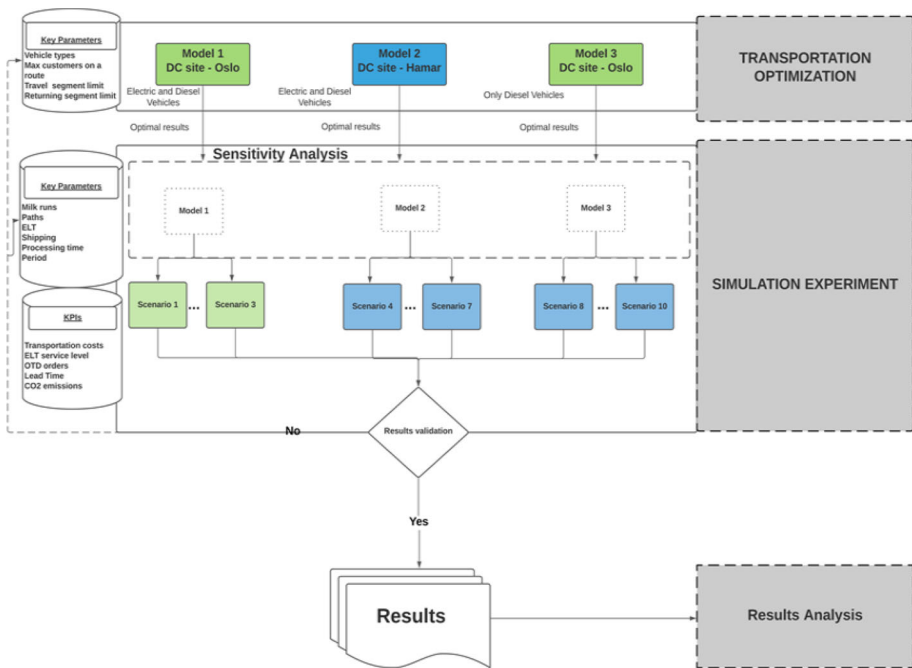 Key Parameters
Vehicle types
Max customers on a
route
Travel segment limit
Returning segment limit
Model 1
DC site - Oslo
Model 2
DC site - Hamar
Model 3
DC site - Oslo
TRANSPORTATION
OPTIMIZATION
Electric and Diesel
Vehicles
Electric and Diesel
Vehicles
Only Diesel Vehicles
Optimal results
Optimal results
Optimal results
Sensitivity Analysis
Key Parameters
Milk runs
Paths
ELT
Shipping
Processing time
Period
Model 1
Model 2
Model 3
SIMULATION EXPERIMENT
Scenario 1
...
Scenario 3
Scenario 4
...
Scenario 7
Scenario 8
...
Scenario 10
KPIs
Transportation costs
ELT service level
OTD orders
Lead Time
CO2 emissions
No
Results validation
Yes
Results
Results Analysis